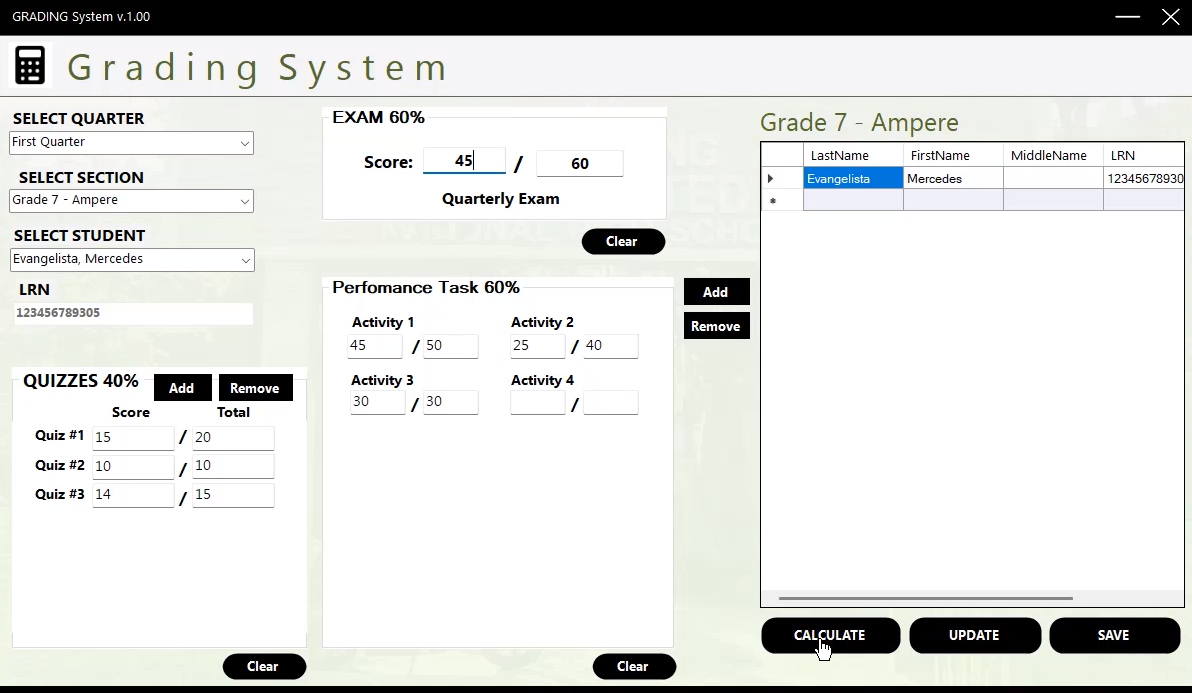 GRADING System v.1.00
Grading System
SELECT QUARTER
First Quarter
SELECT SECTION
Grade 7 - Ampere
SELECT STUDENT
Evangelista, Mercedes
LRN
123456789305
QUIZZES 40%
Add
Remove
Score Total
Quiz #1 15 / 20
Quiz #2 10 / 10
Quiz #3 14 / 15
Clear
EXAM 60%
Score: 45 / 60
Quarterly Exam
Clear
Perfomance Task 60%
Activity 1 Activity 2
45 / 50 25 / 40
Activity 3 Activity 4
30 / 30 /
Clear
Add
Remove
Grade 7 - Ampere
LastName FirstName MiddleName LRN
Evangelista Mercedes 12345678930
CALCULATE
UPDATE
SAVE